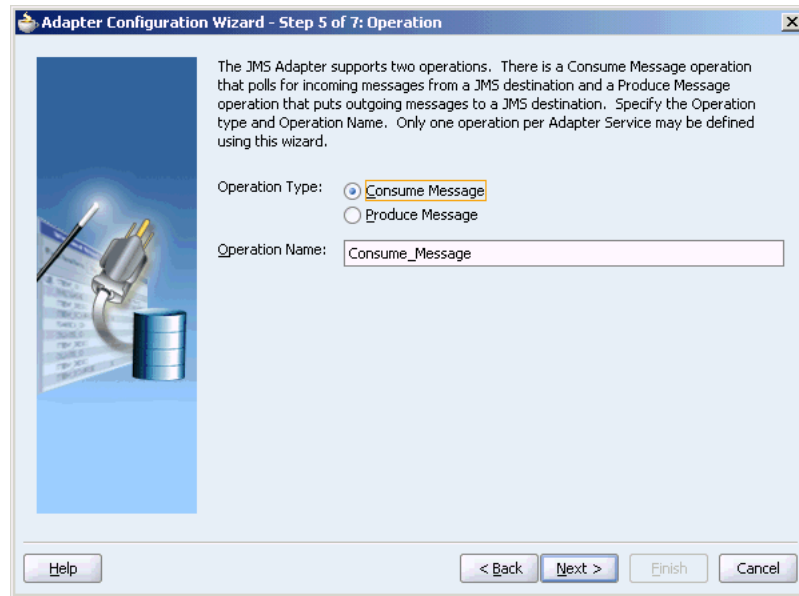 Adapter Configuration Wizard - Step 5 of 7: Operation
The JMS Adapter supports two operations. There is a Consume Message operation
that polls for incoming messages from a JMS destination and a Produce Message
operation that puts outgoing messages to a JMS destination. Specify the Operation
type and Operation Name. Only one operation per Adapter Service may be defined
using this wizard.
Operation Type:
Consume Message
Produce Message
Operation Name:
Consume_Message
Help
< Back
Next >
Finish
Cancel